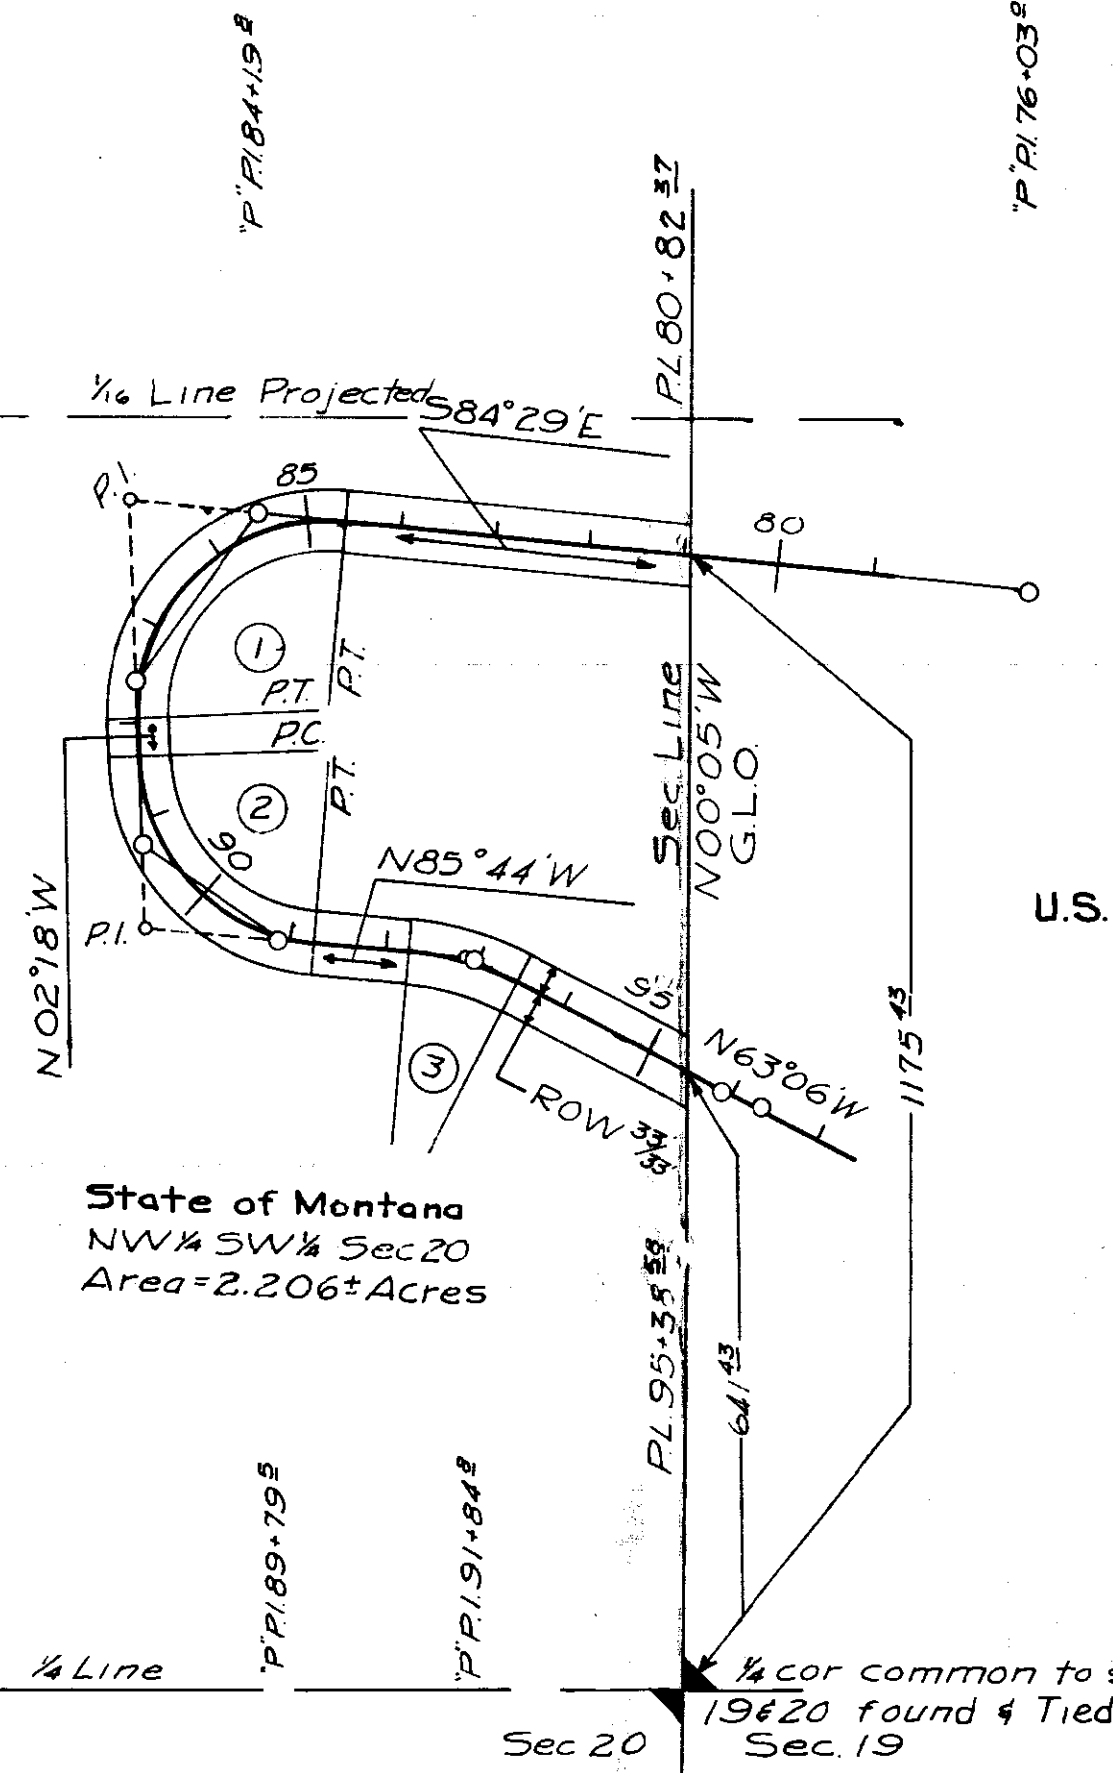 "P" P.I. 84+19 8
"P" P.I. 76+03 9
P.L. 80+82 37
1/16 Line Projected
S84°29'E
P.I.
85
80
1
P.T.
P.T.
P.C.
P.T.
2
90
Sec Line
N00°05'W
G.L.O.
N85°44'W
N02°18'W
P.I.
U.S.
95
N63°06'W
3
ROW 33'/33'
1175 43
State of Montana
NW¼ SW¼ Sec 20
Area=2.206± Acres
P.L. 95+38 58
641 43
"P" P.I. 89+79 5
"P" P.I. 91+84 8
¼ Line
¼ cor common to
19 & 20 found & Tied
Sec 20
Sec. 19